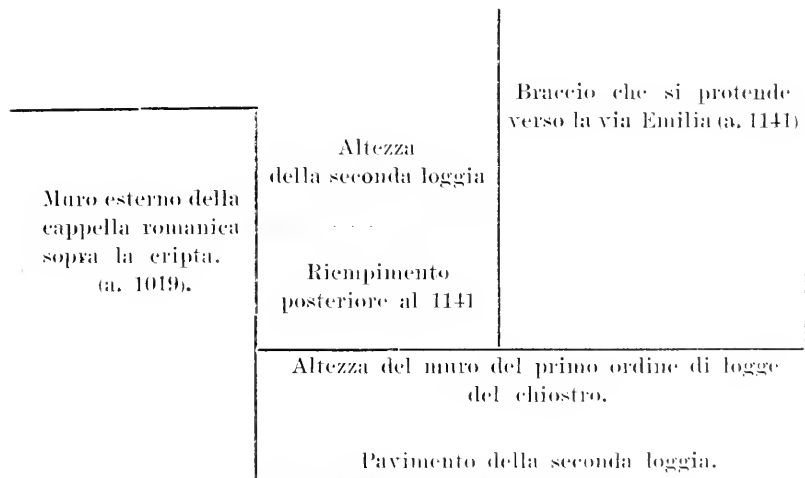 Muro esterno della
cappella romanica
sopra la cripta.
(a. 1019).
Altezza
della seconda loggia
Riempimento
posteriore al 1141
Braccio che si protende
verso la via Emilia (a. 1141)
Altezza del muro del primo ordine di logge
del chiostro.
Pavimento della seconda loggia.